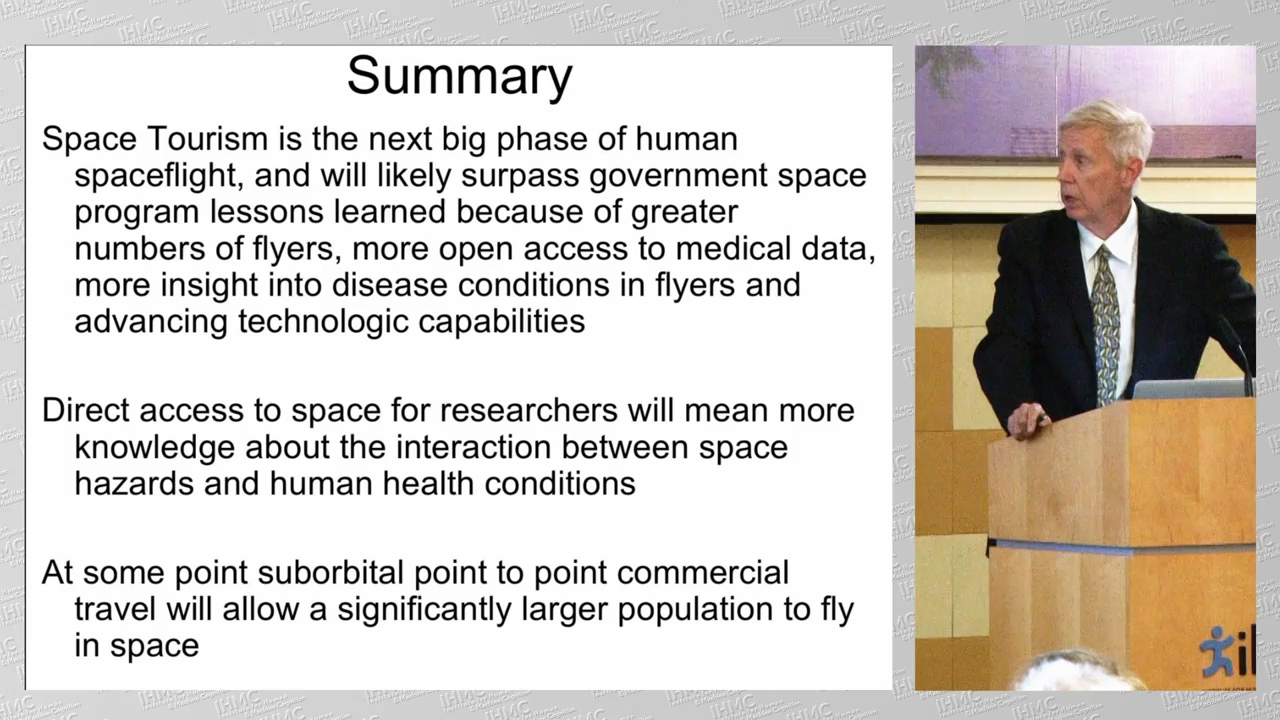 Summary
Space Tourism is the next big phase of human
spaceflight, and will likely surpass government space
program lessons learned because of greater
numbers of flyers, more open access to medical data,
more insight into disease conditions in flyers and
advancing technologic capabilities
Direct access to space for researchers will mean more
knowledge about the interaction between space
hazards and human health conditions
At some point suborbital point to point commercial
travel will allow a significantly larger population to fly
in space
IHMC